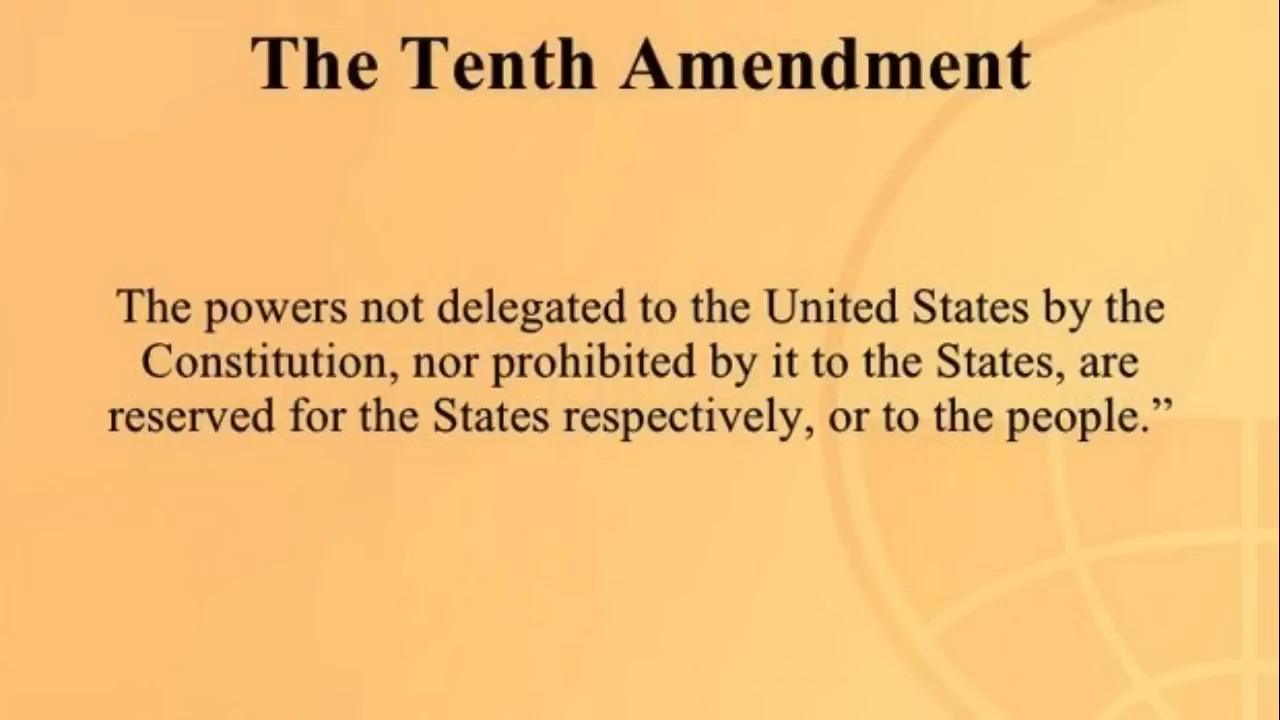 The Tenth Amendment
The powers not delegated to the United States by the
Constitution, nor prohibited by it to the States, are
reserved for the States respectively, or to the people.”